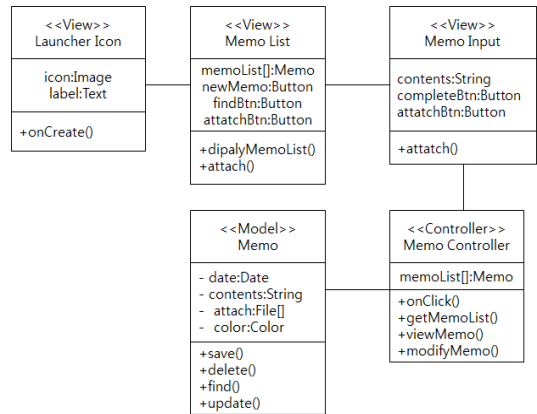 <<View>>
Launcher Icon
icon:Image
label:Text
+onCreate()
<<View>>
Memo List
memoList[]:Memo
newMemo:Button
findBtn:Button
attatchBtn:Button
+dipalyMemoList()
+attach()
<<View>>
Memo Input
contents:String
completeBtn:Button
attatchBtn:Button
+attatch()
<<Model>>
Memo
- date:Date
- contents:String
- attach:File[]
- color:Color
+save()
+delete()
+find()
+update()
<<Controller>>
Memo Controller
memoList[]:Memo
+onClick()
+getMemoList()
+viewMemo()
+modifyMemo()